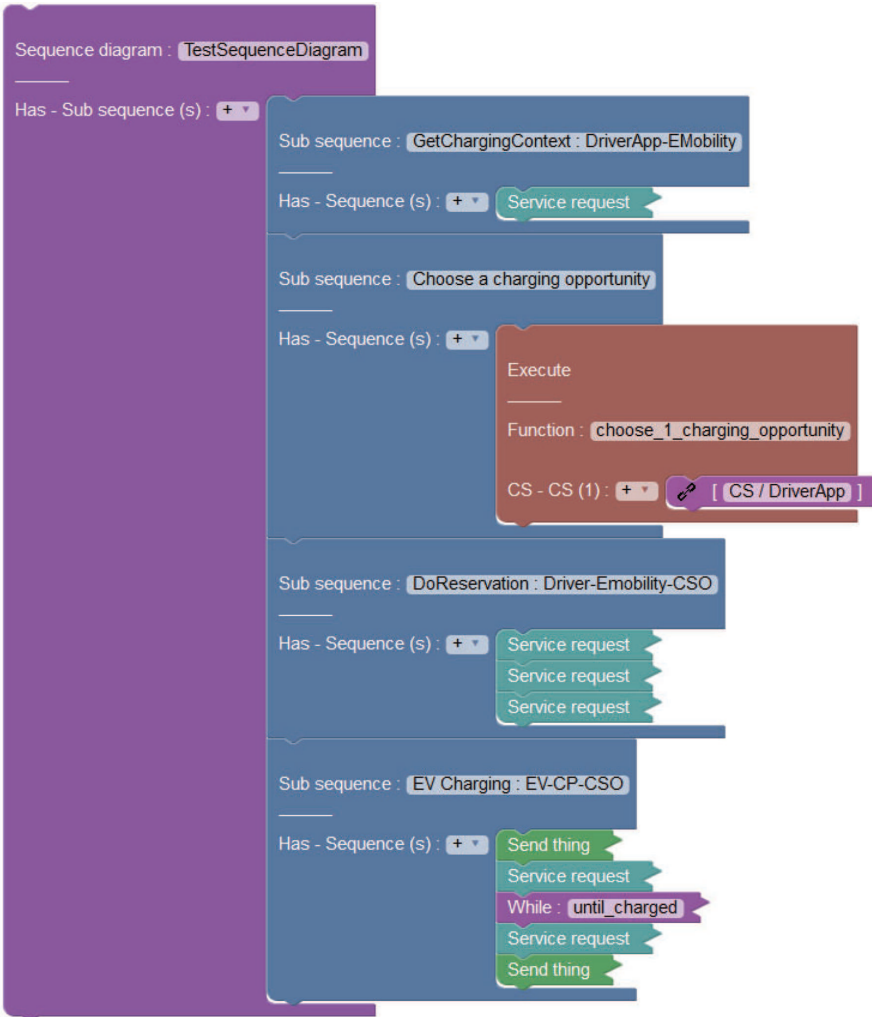 Sequence diagram : TestSequenceDiagram
Has - Sub sequence (s) : +
Sub sequence : GetChargingContext : DriverApp-EMobility
Has - Sequence (s) : + Service request
Sub sequence : Choose a charging opportunity
Has - Sequence (s) : +
Execute
Function : choose_1_charging_opportunity
CS - CS (1) : + [ CS / DriverApp ]
Sub sequence : DoReservation : Driver-Emobility-CSO
Has - Sequence (s) : + Service request
Service request
Service request
Sub sequence : EV Charging : EV-CP-CSO
Has - Sequence (s) : + Send thing
Service request
While : until_charged
Service request
Send thing